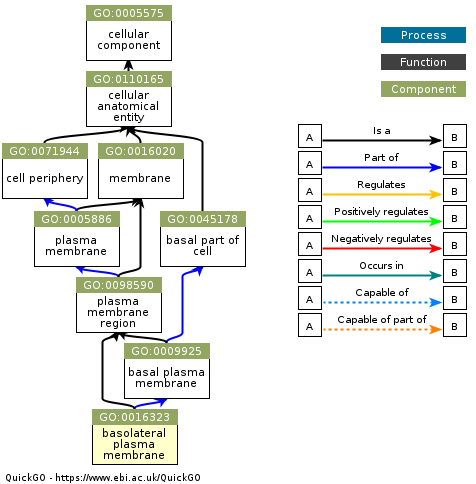 GO:0005575
cellular
component
GO:0110165
cellular
anatomical
entity
GO:0071944
cell periphery
GO:0016020
membrane
GO:0005886
plasma
membrane
GO:0045178
basal part of
cell
GO:0098590
plasma
membrane
region
GO:0009925
basal plasma
membrane
GO:0016323
basolateral
plasma
membrane
Process
Function
Component
A Is a B
A Part of B
A Regulates B
A Positively regulates B
A Negatively regulates B
A Occurs in B
A Capable of B
A Capable of part of B
QuickGO - https://www.ebi.ac.uk/QuickGO